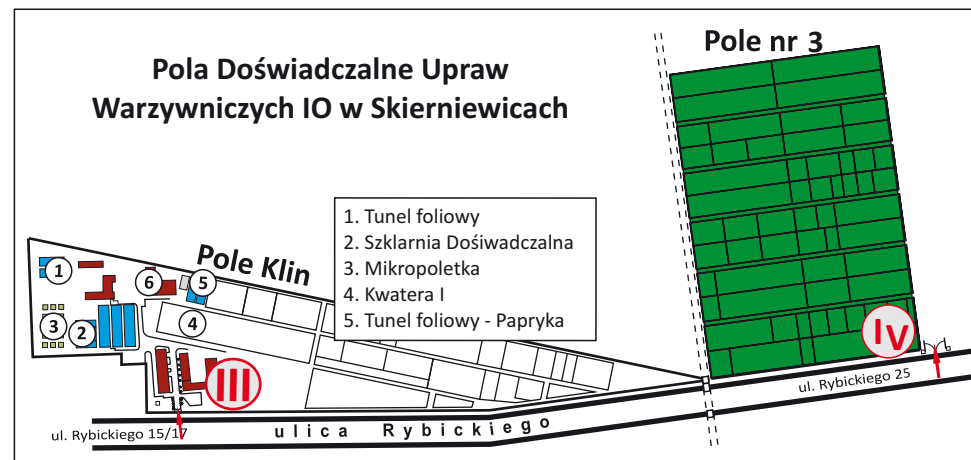 Pola Doświadczalne Upraw
Warzywniczych IO w Skierniewicach
Pole nr 3
1. Tunel foliowy
2. Szklarnia Dośiwadczalna
3. Mikropoletka
4. Kwatera I
5. Tunel foliowy - Papryka
Pole Klin
1
6
5
3
2
4
III
IV
ul. Rybickiego 25
ul. Rybickiego 15/17
ulica Rybickiego